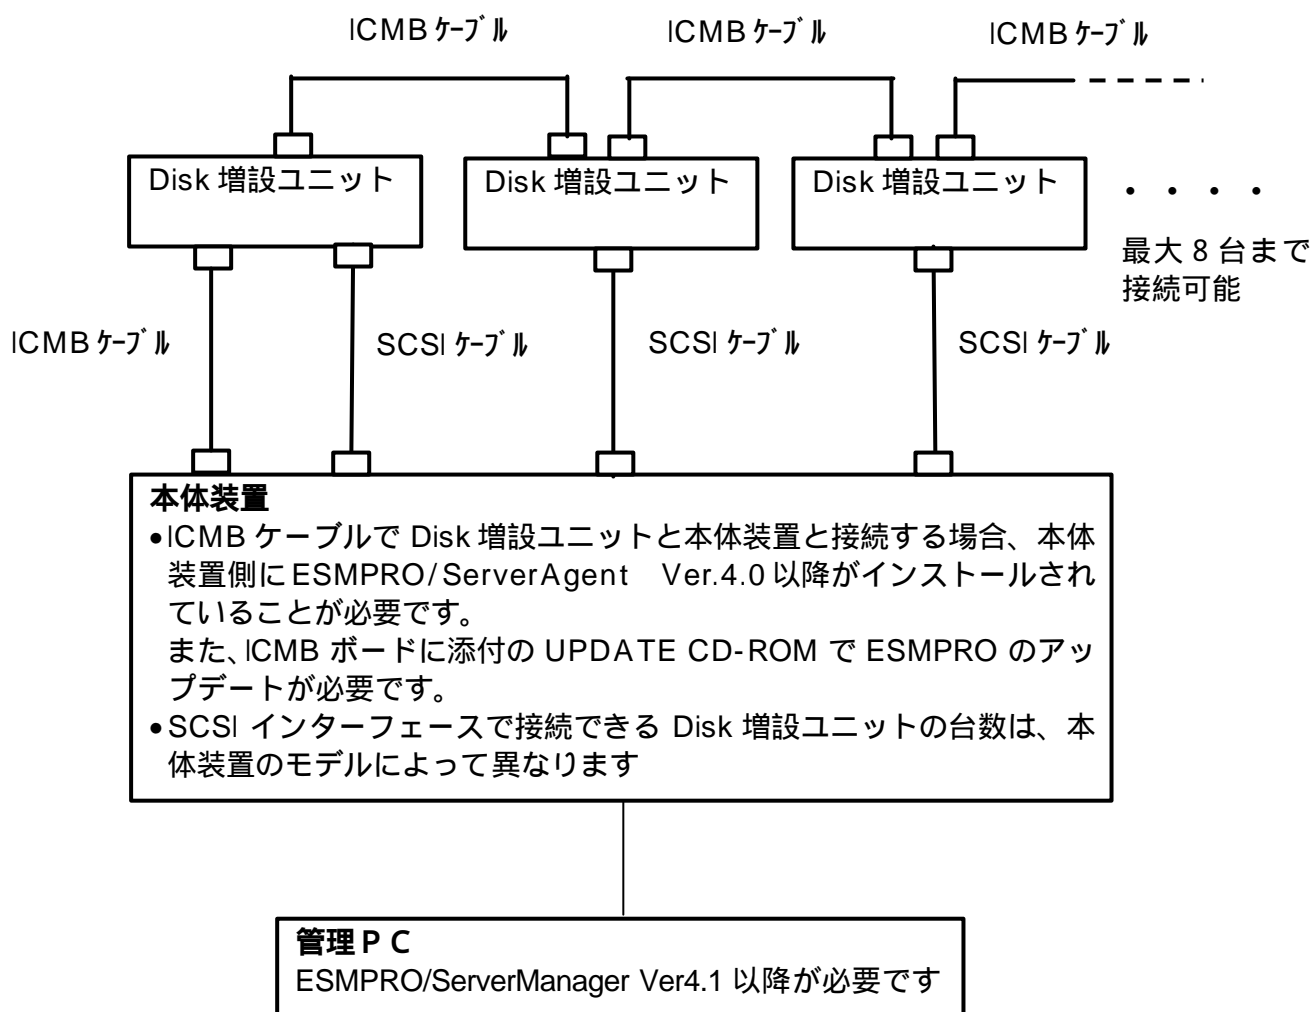 ICMB ケーブル
ICMB ケーブル
ICMB ケーブル
Disk 増設ユニット
Disk 増設ユニット
Disk 増設ユニット
・・・・
最大 8 台まで
接続可能
ICMB ケーブル
SCSI ケーブル
SCSI ケーブル
SCSI ケーブル
本体装置
•ICMB ケーブルで Disk 増設ユニットと本体装置と接続する場合、本体
装置側に ESMPRO/ServerAgent Ver.4.0 以降がインストールされ
ていることが必要です。
また、ICMB ボードに添付の UPDATE CD-ROM で ESMPRO のアッ
プデートが必要です。
•SCSI インターフェースで接続できる Disk 増設ユニットの台数は、本
体装置のモデルによって異なります
管理ＰＣ
ESMPRO/ServerManager Ver4.1 以降が必要です